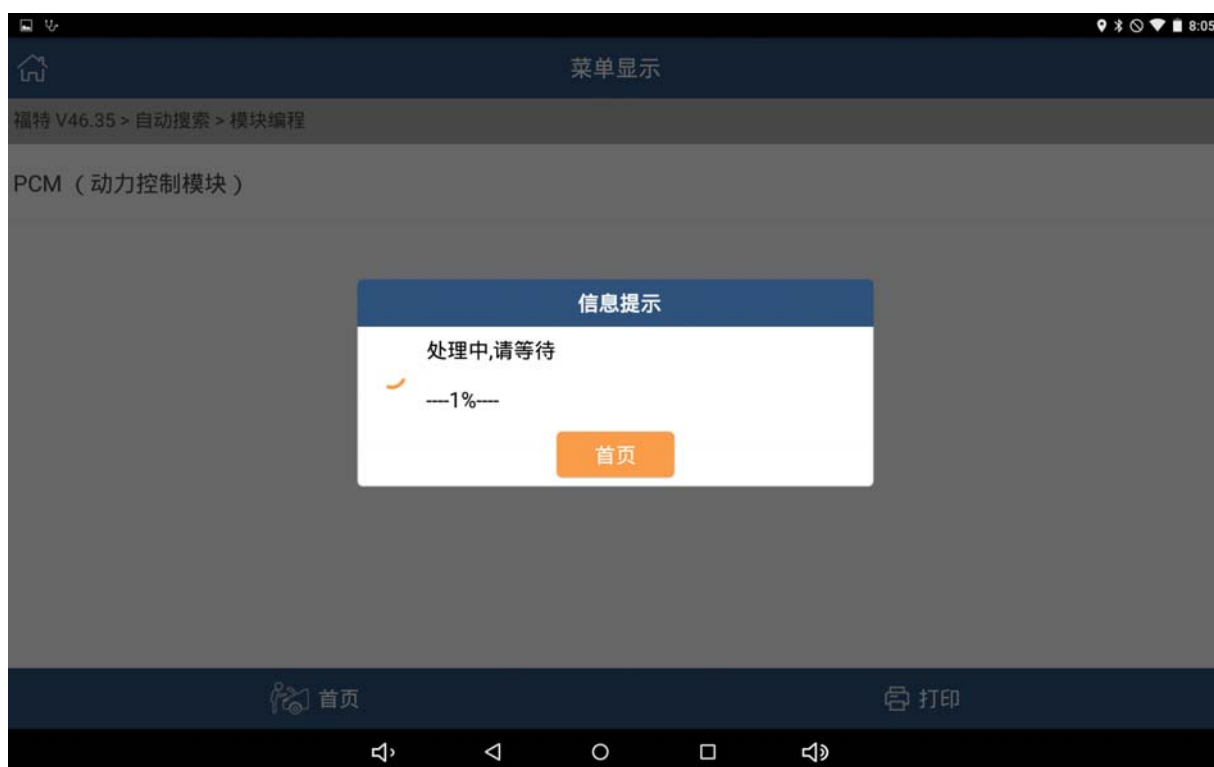 8:05
菜单显示
福特 V46.35 > 自动搜索 > 模块编程
PCM （动力控制模块）
信息提示
处理中,请等待
----1%----
首页
首页
打印